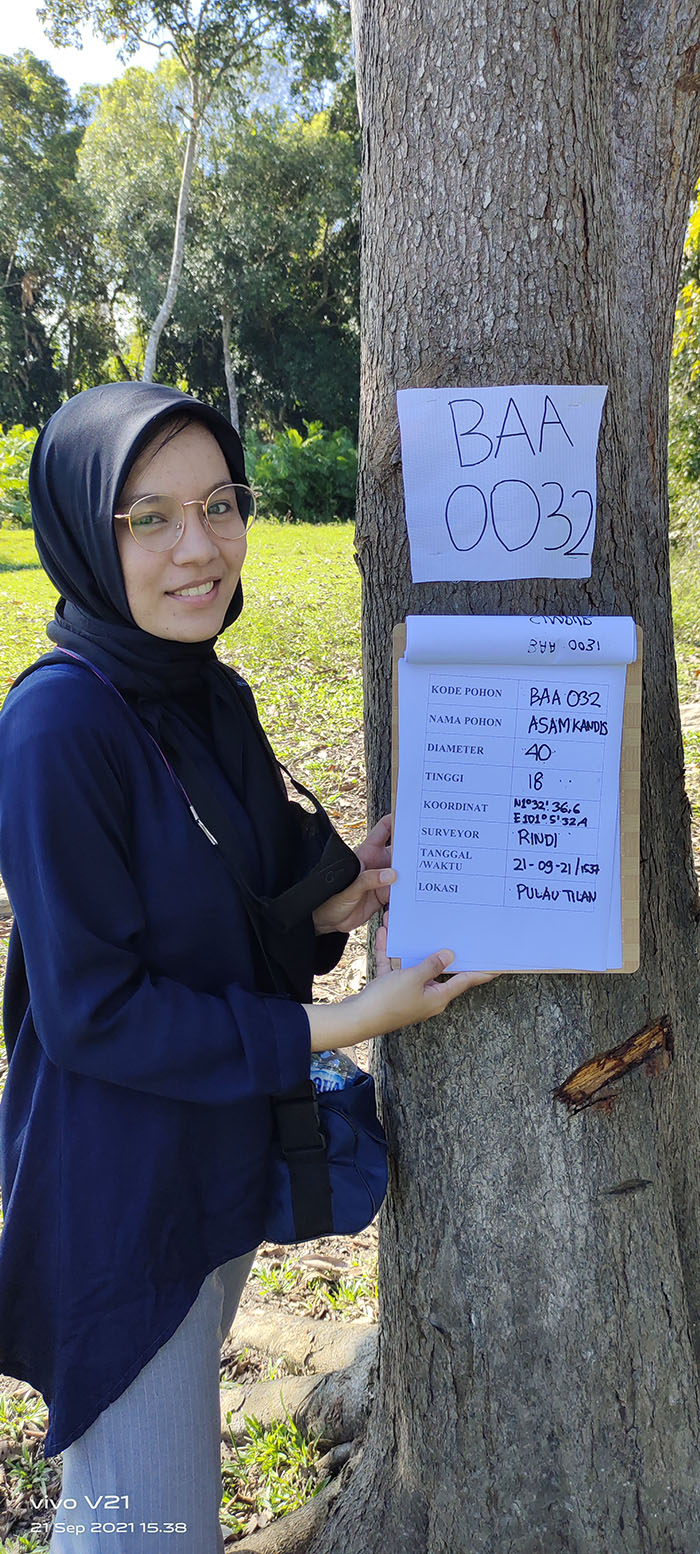 BAA
0032
BAA 0031
KODE POHON BAA 032
NAMA POHON ASAM KANDIS
DIAMETER 40
TINGGI 18
KOORDINAT N1°32'.36,6
E101°5'32,4
SURVEYOR RINDI
TANGGAL
/WAKTU 21-09-21/1537
LOKASI PULAU TILAN
vivo V21
21 Sep 2021 15.38